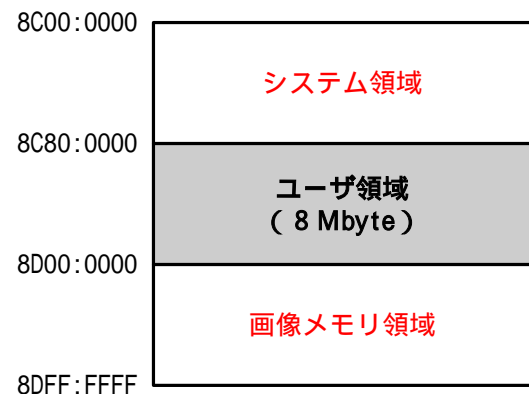 8C00:0000
システム領域
8C80:0000
ユーザ領域
( 8 Mbyte )
8D00:0000
画像メモリ領域
8DFF:FFFF